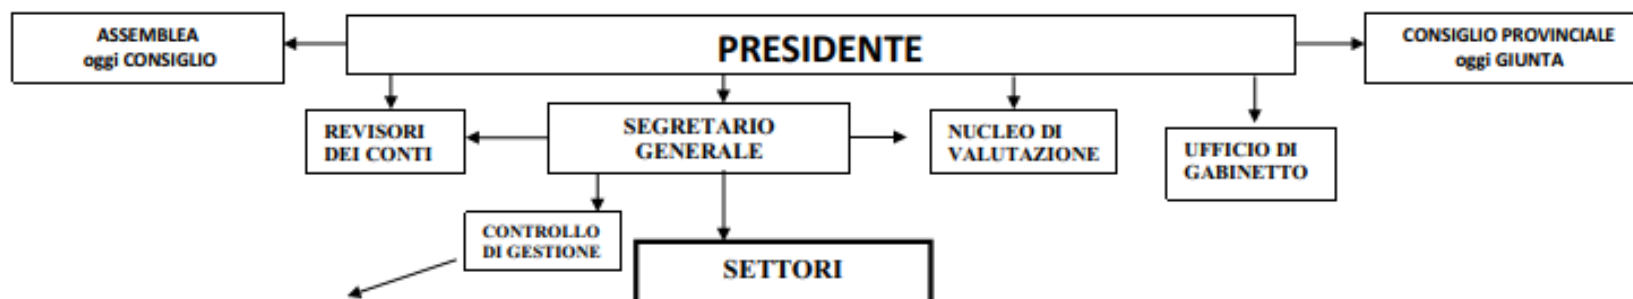 ASSEMBLEA
oggi CONSIGLIO
PRESIDENTE
CONSIGLIO PROVINCIALE
oggi GIUNTA
REVISORI
DEI CONTI
SEGRETARIO
GENERALE
NUCLEO DI
VALUTAZIONE
UFFICIO DI
GABINETTO
CONTROLLO
DI GESTIONE
SETTORI